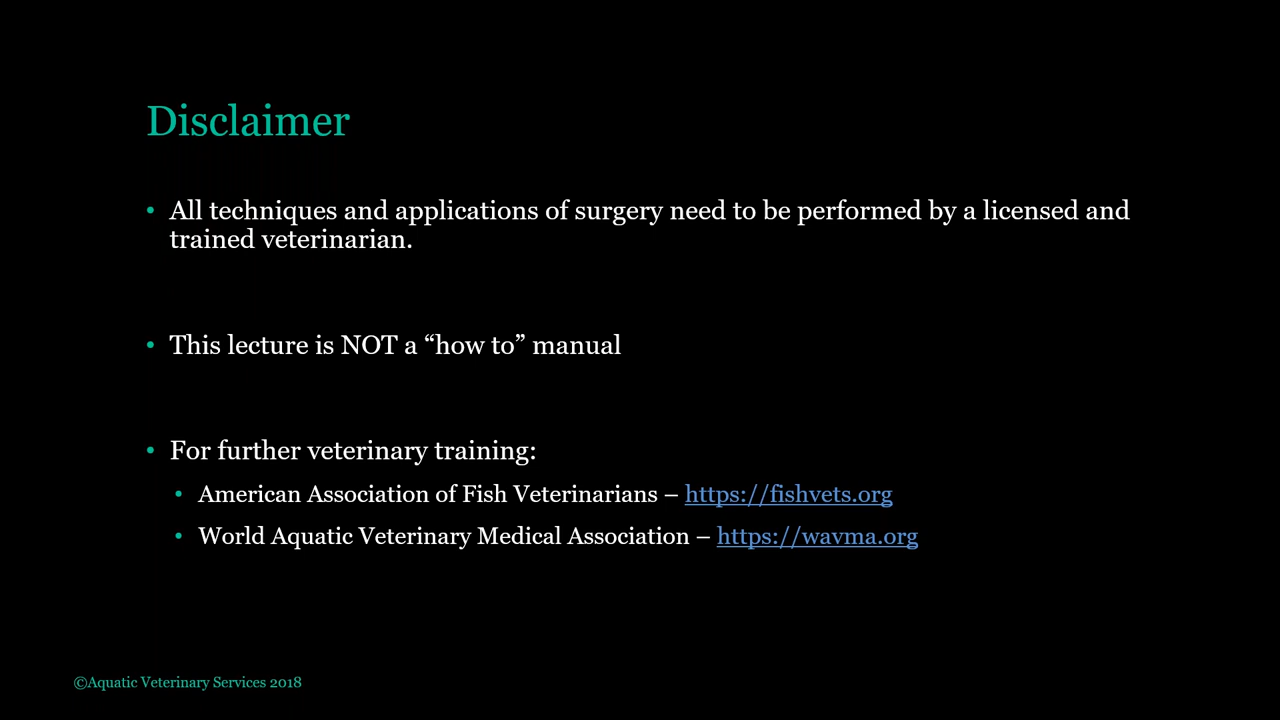 Disclaimer
• All techniques and applications of surgery need to be performed by a licensed and
trained veterinarian.
• This lecture is NOT a “how to” manual
• For further veterinary training:
• American Association of Fish Veterinarians – https://fishvets.org
• World Aquatic Veterinary Medical Association – https://wavma.org
©Aquatic Veterinary Services 2018